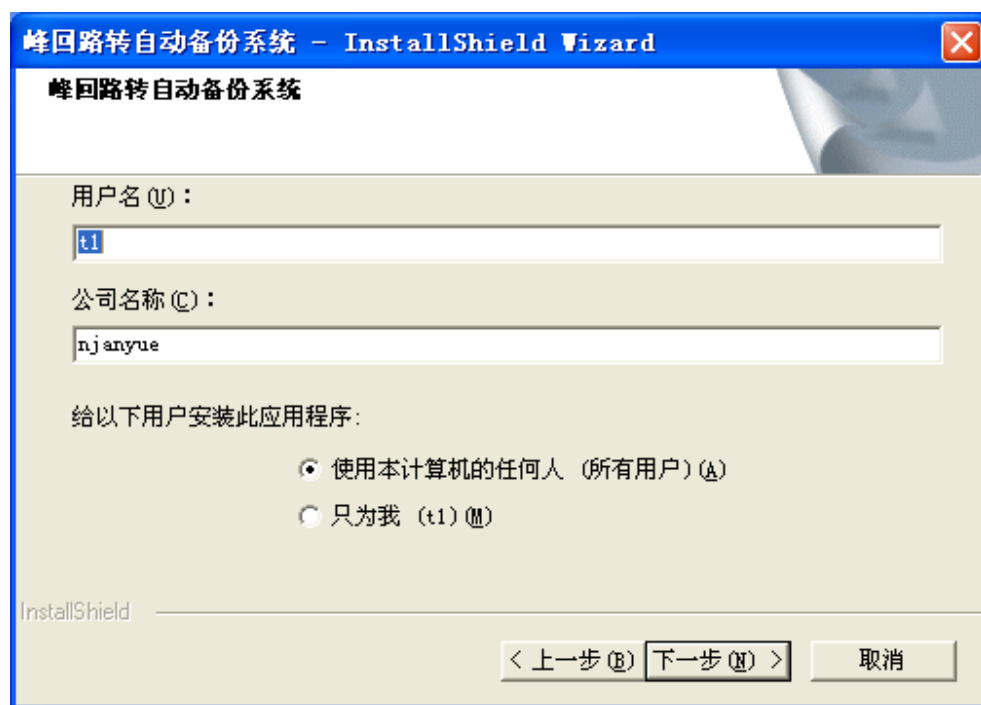 峰回路转自动备份系统 - InstallShield Wizard
峰回路转自动备份系统
用户名(U)：
t1
公司名称(C)：
njanyue
给以下用户安装此应用程序:
使用本计算机的任何人 (所有用户)(A)
只为我 (t1)(M)
InstallShield
< 上一步(B) 下一步(N) > 取消